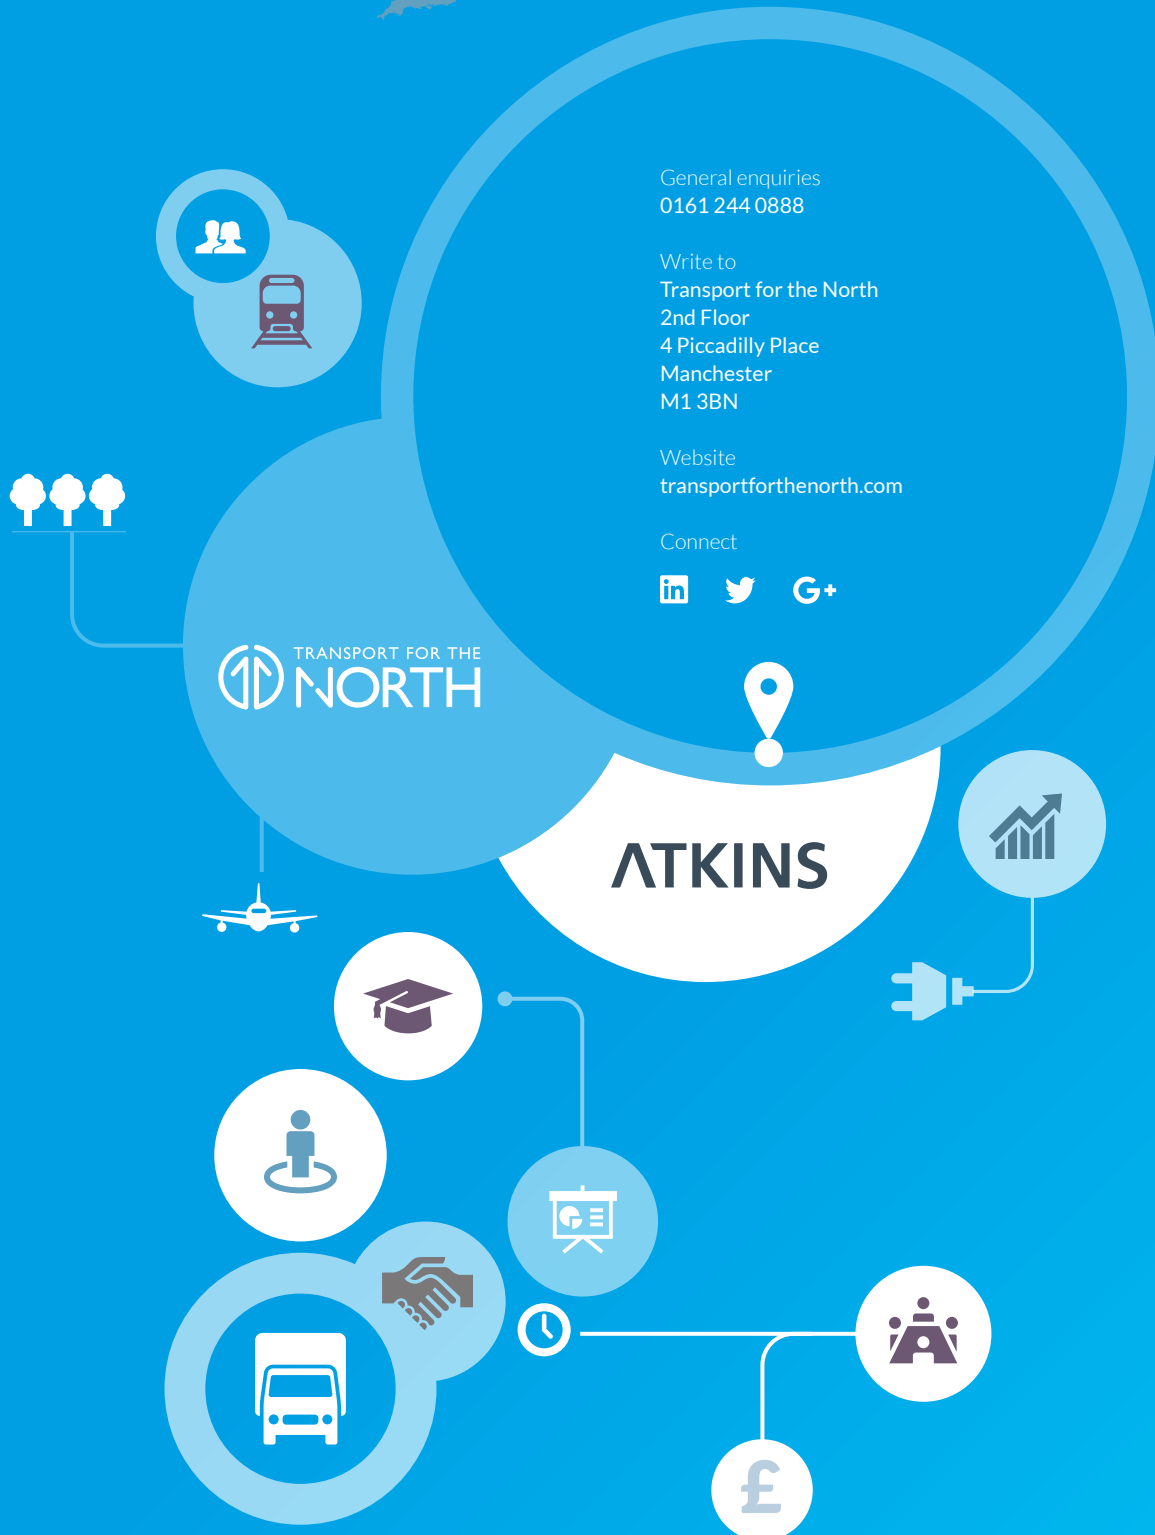 General enquiries
0161 244 0888
Write to
Transport for the North
2nd Floor
4 Piccadilly Place
Manchester
M1 3BN
Website
transportforthenorth.com
Connect
in
G+
TRANSPORT FOR THE
NORTH
ATKINS
£